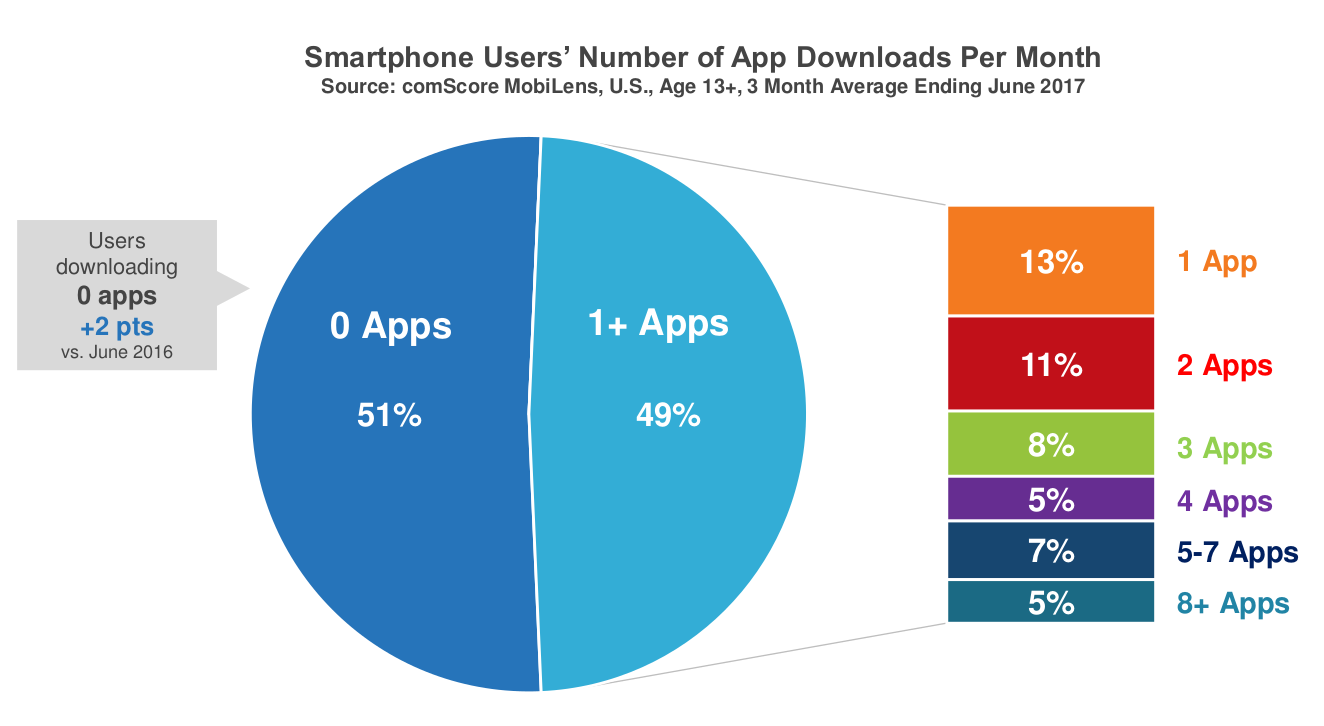 Smartphone Users’ Number of App Downloads Per Month
Source: comScore MobiLens, U.S., Age 13+, 3 Month Average Ending June 2017
Users
downloading
0 apps
+2 pts
vs. June 2016
0 Apps
51%
1+ Apps
49%
13%
1 App
11%
2 Apps
8%
3 Apps
5%
4 Apps
7%
5-7 Apps
5%
8+ Apps